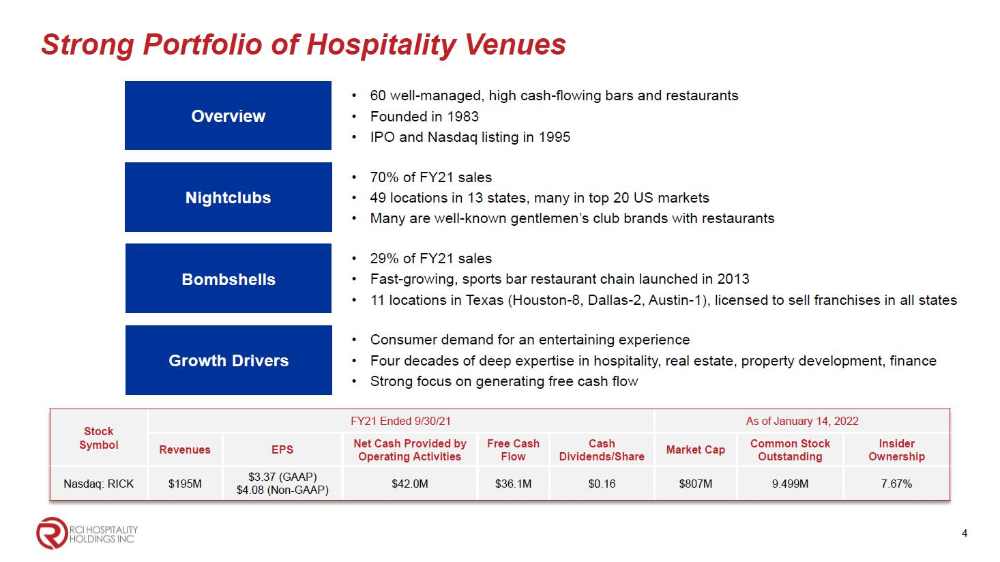 Strong Portfolio of Hospitality Venues
Overview
• 60 well-managed, high cash-flowing bars and restaurants
• Founded in 1983
• IPO and Nasdaq listing in 1995
Nightclubs
• 70% of FY21 sales
• 49 locations in 13 states, many in top 20 US markets
• Many are well-known gentlemen's club brands with restaurants
Bombshells
• 29% of FY21 sales
• Fast-growing, sports bar restaurant chain launched in 2013
• 11 locations in Texas (Houston-8, Dallas-2, Austin-1), licensed to sell franchises in all states
Growth Drivers
• Consumer demand for an entertaining experience
• Four decades of deep expertise in hospitality, real estate, property development, finance
• Strong focus on generating free cash flow
Stock
Symbol
FY21 Ended 9/30/21
As of January 14, 2022
Revenues
EPS
Net Cash Provided by
Operating Activities
Free Cash
Flow
Cash
Dividends/Share
Market Cap
Common Stock
Outstanding
Insider
Ownership
Nasdaq: RICK
$195M
$3.37 (GAAP)
$4.08 (Non-GAAP)
$42.0M
$36.1M
$0.16
$807M
9.499M
7.67%
RCI HOSPITALITY
HOLDINGS INC
4